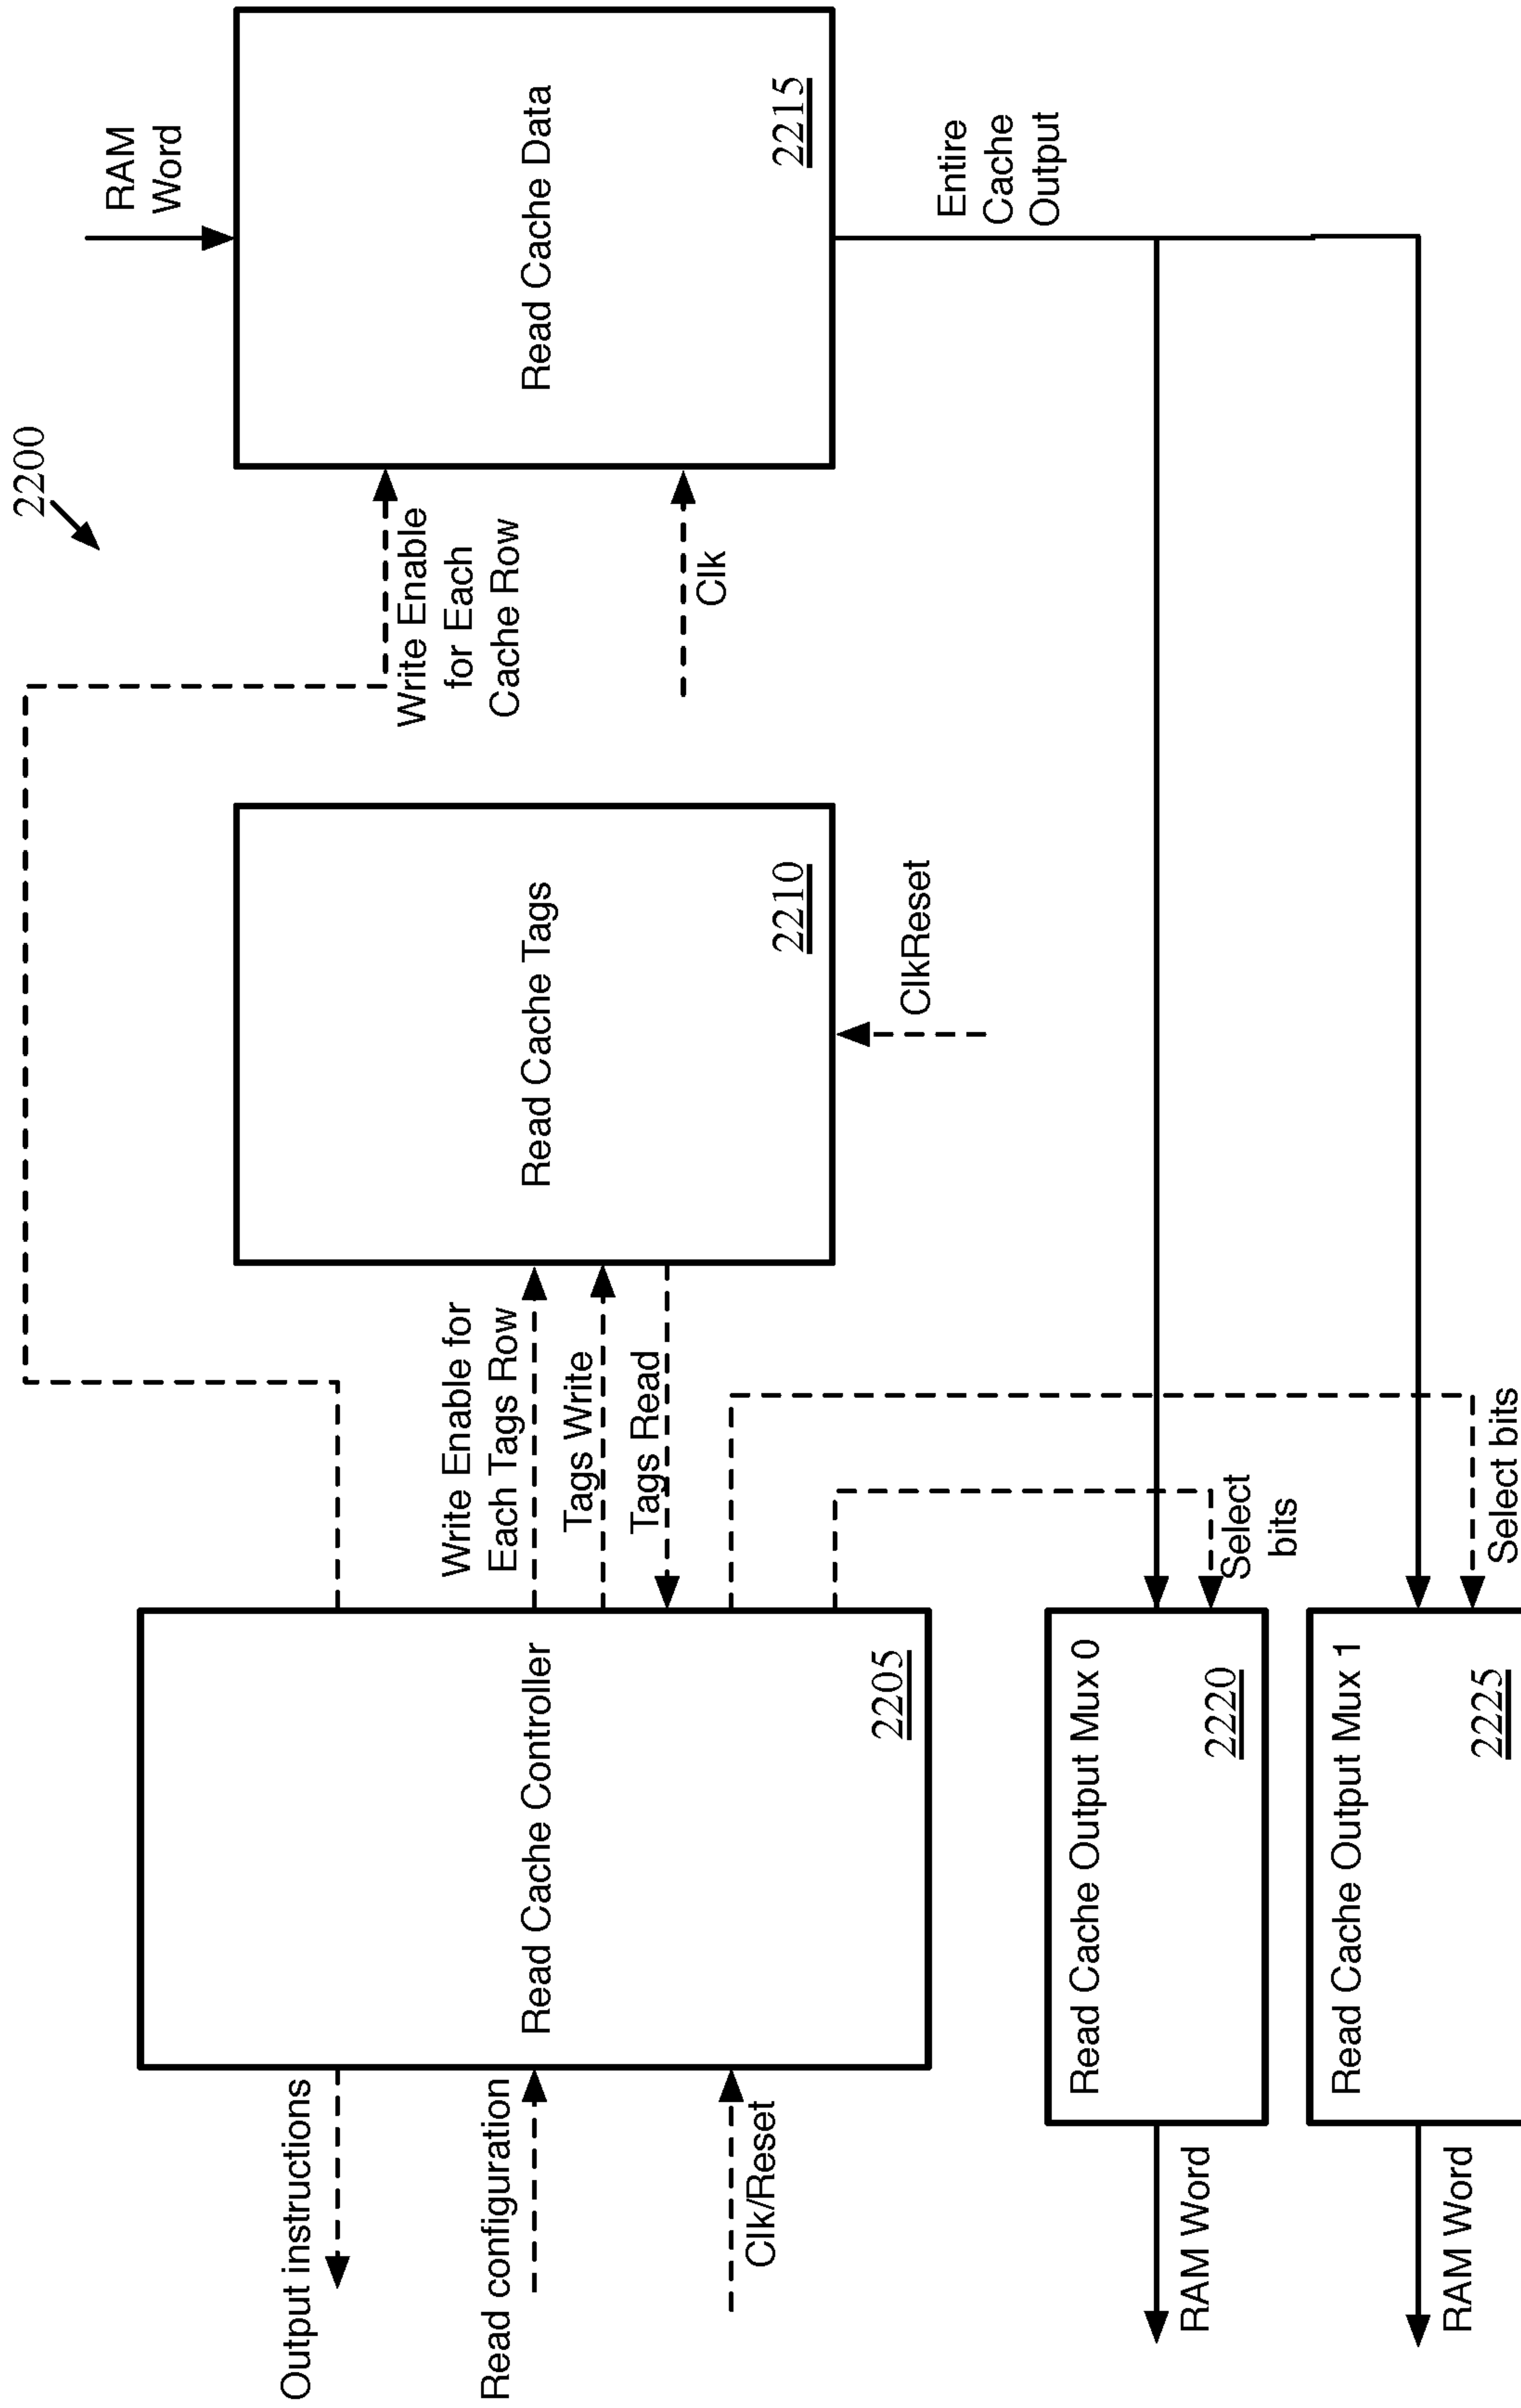 2200
RAM
Word
Output instructions
Read configuration
Clk/Reset
Read Cache Controller
2205
Write Enable for
Each Tags Row
Tags Write
Tags Read
Read Cache Tags
2210
ClkReset
Write Enable
for Each
Cache Row
Clk
Read Cache Data
2215
Entire
Cache
Output
Read Cache Output Mux 0
2220
Select
bits
RAM Word
Read Cache Output Mux 1
2225
Select bits
RAM Word